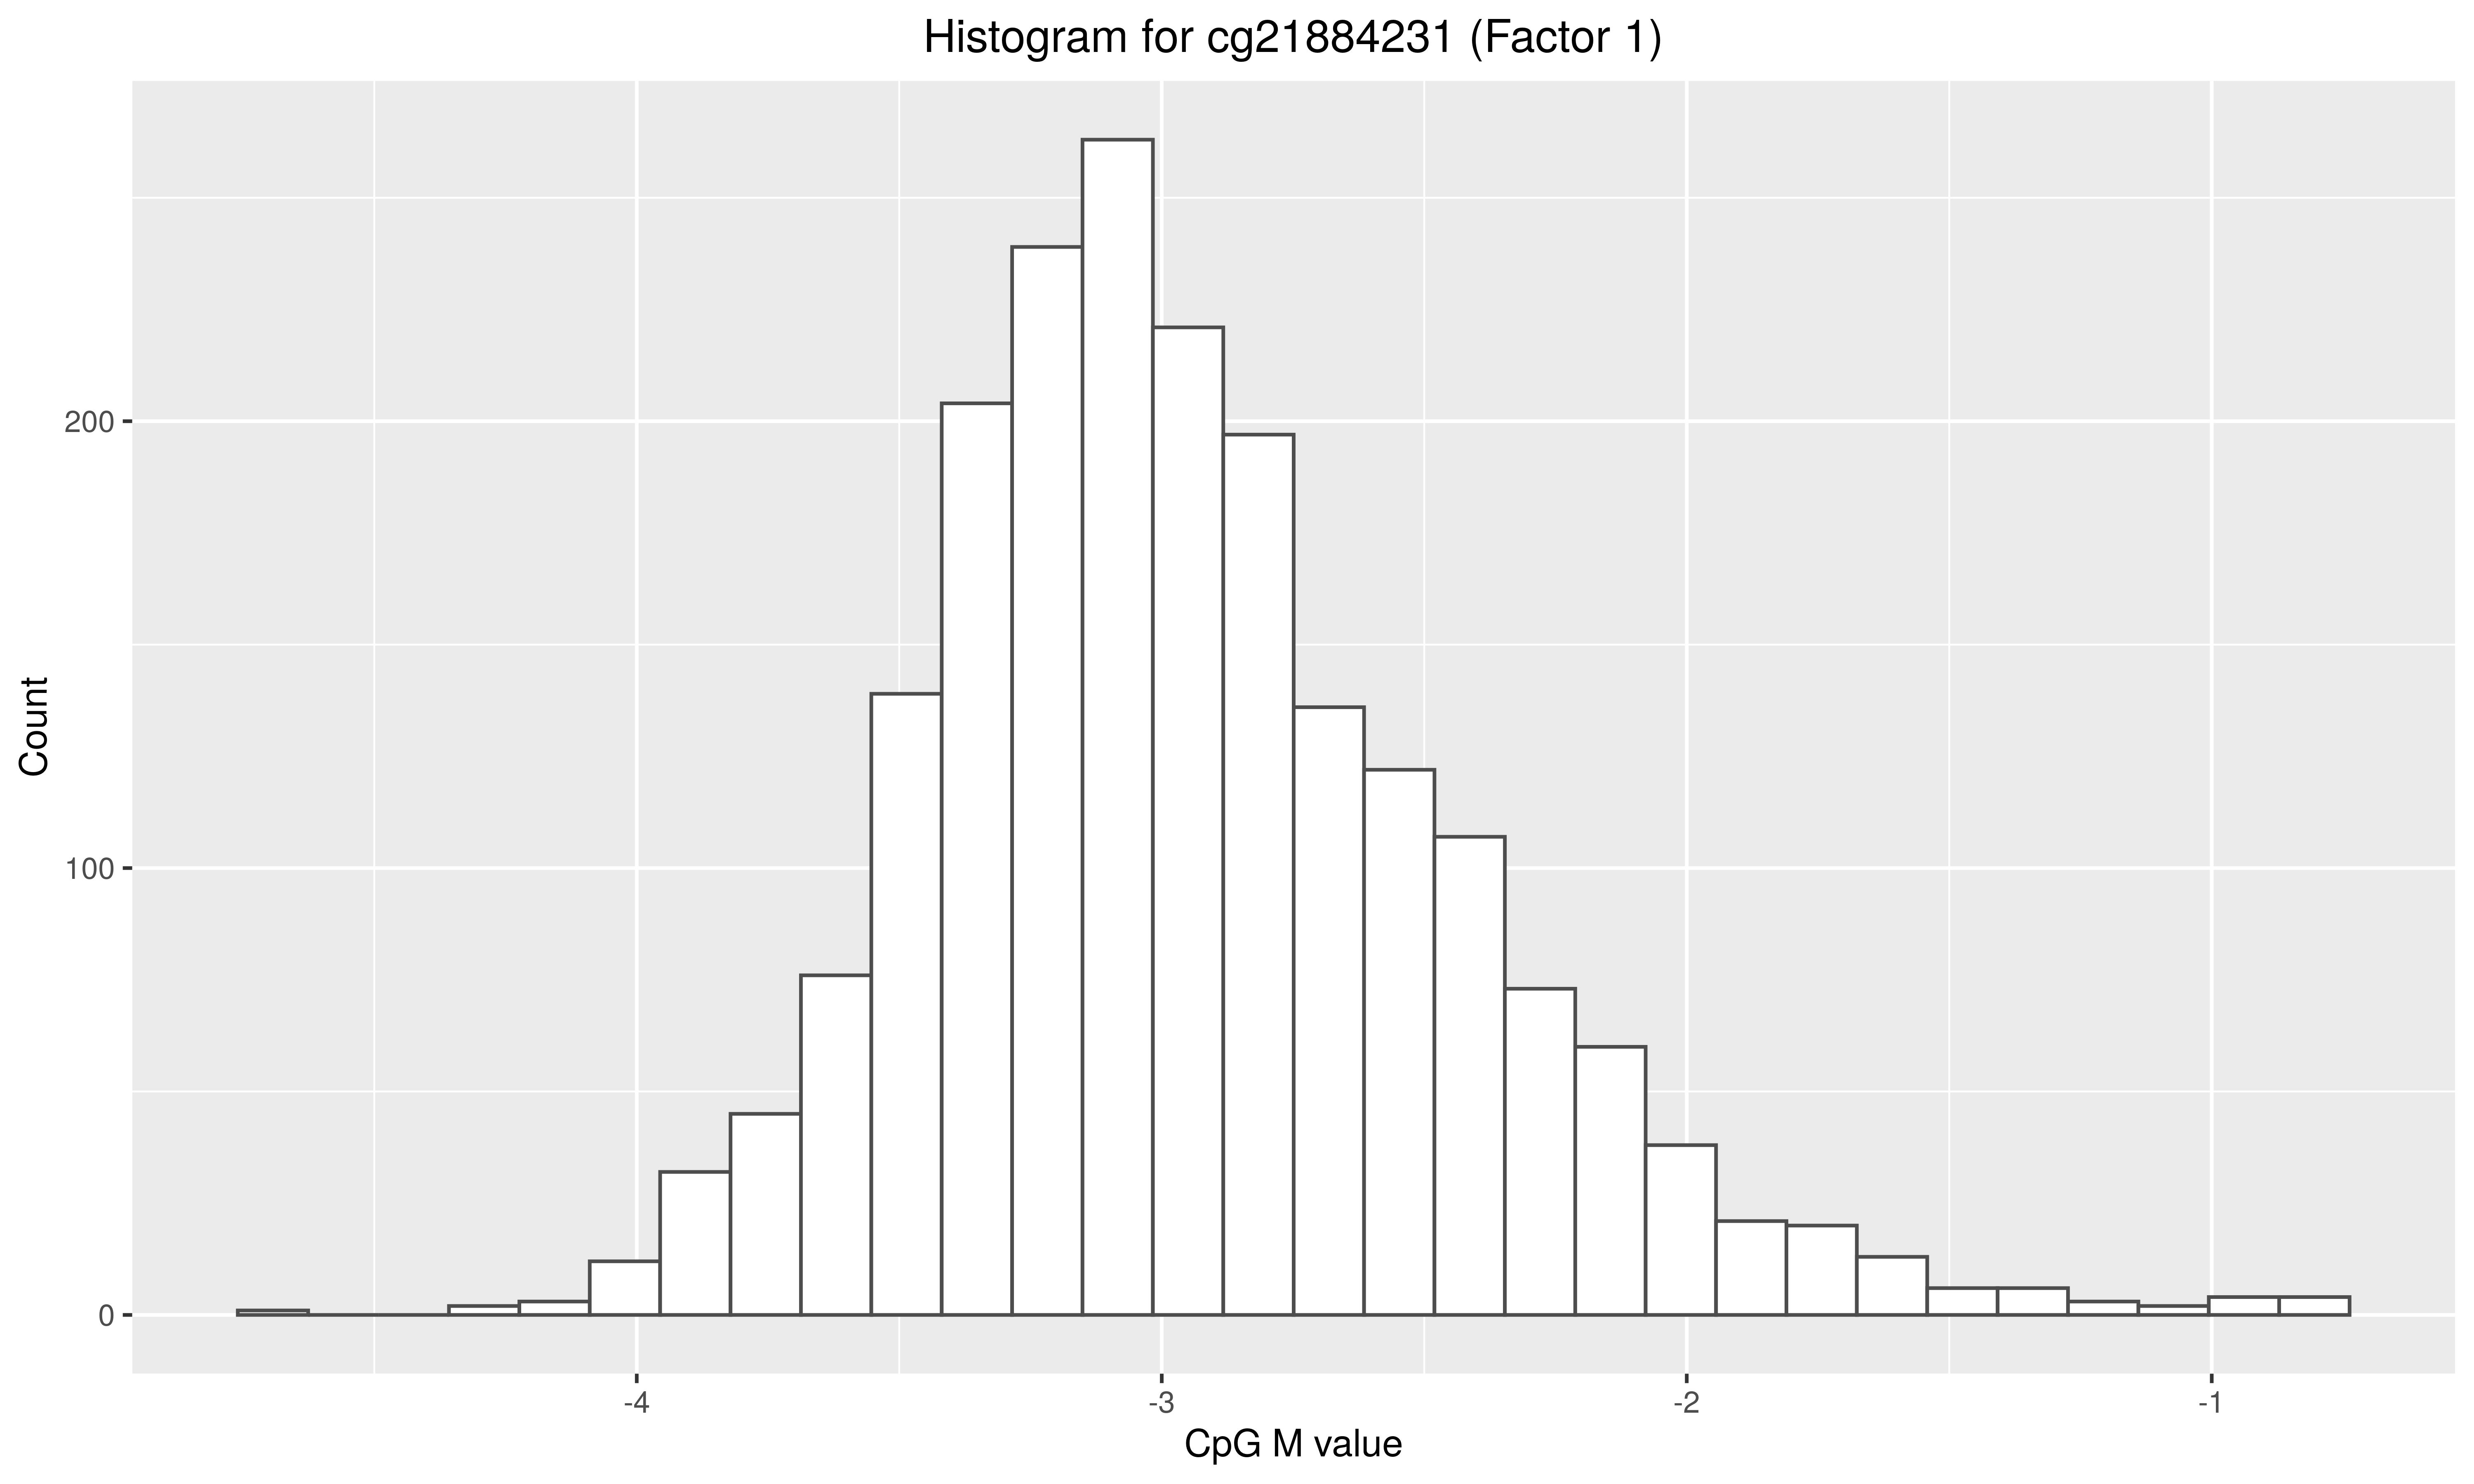 Histogram for cg21884231 (Factor 1)
Count
200
100
0
-4 -3 -2 -1
CpG M value